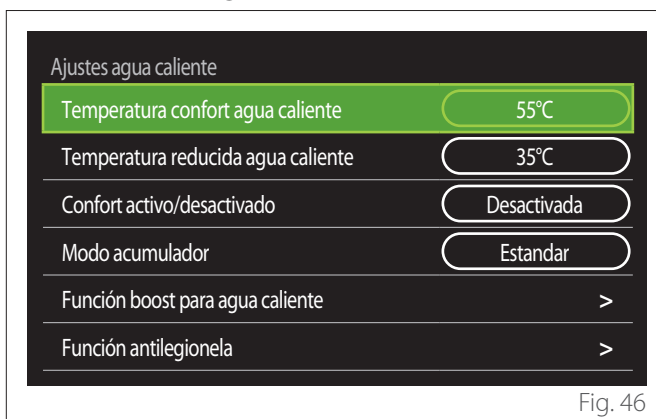 Ajustes agua caliente
Temperatura confort agua caliente 55°C
Temperatura reducida agua caliente 35°C
Confort activo/desactivado Desactivada
Modo acumulador Estandar
Función boost para agua caliente >
Función antilegionela >
Fig. 46